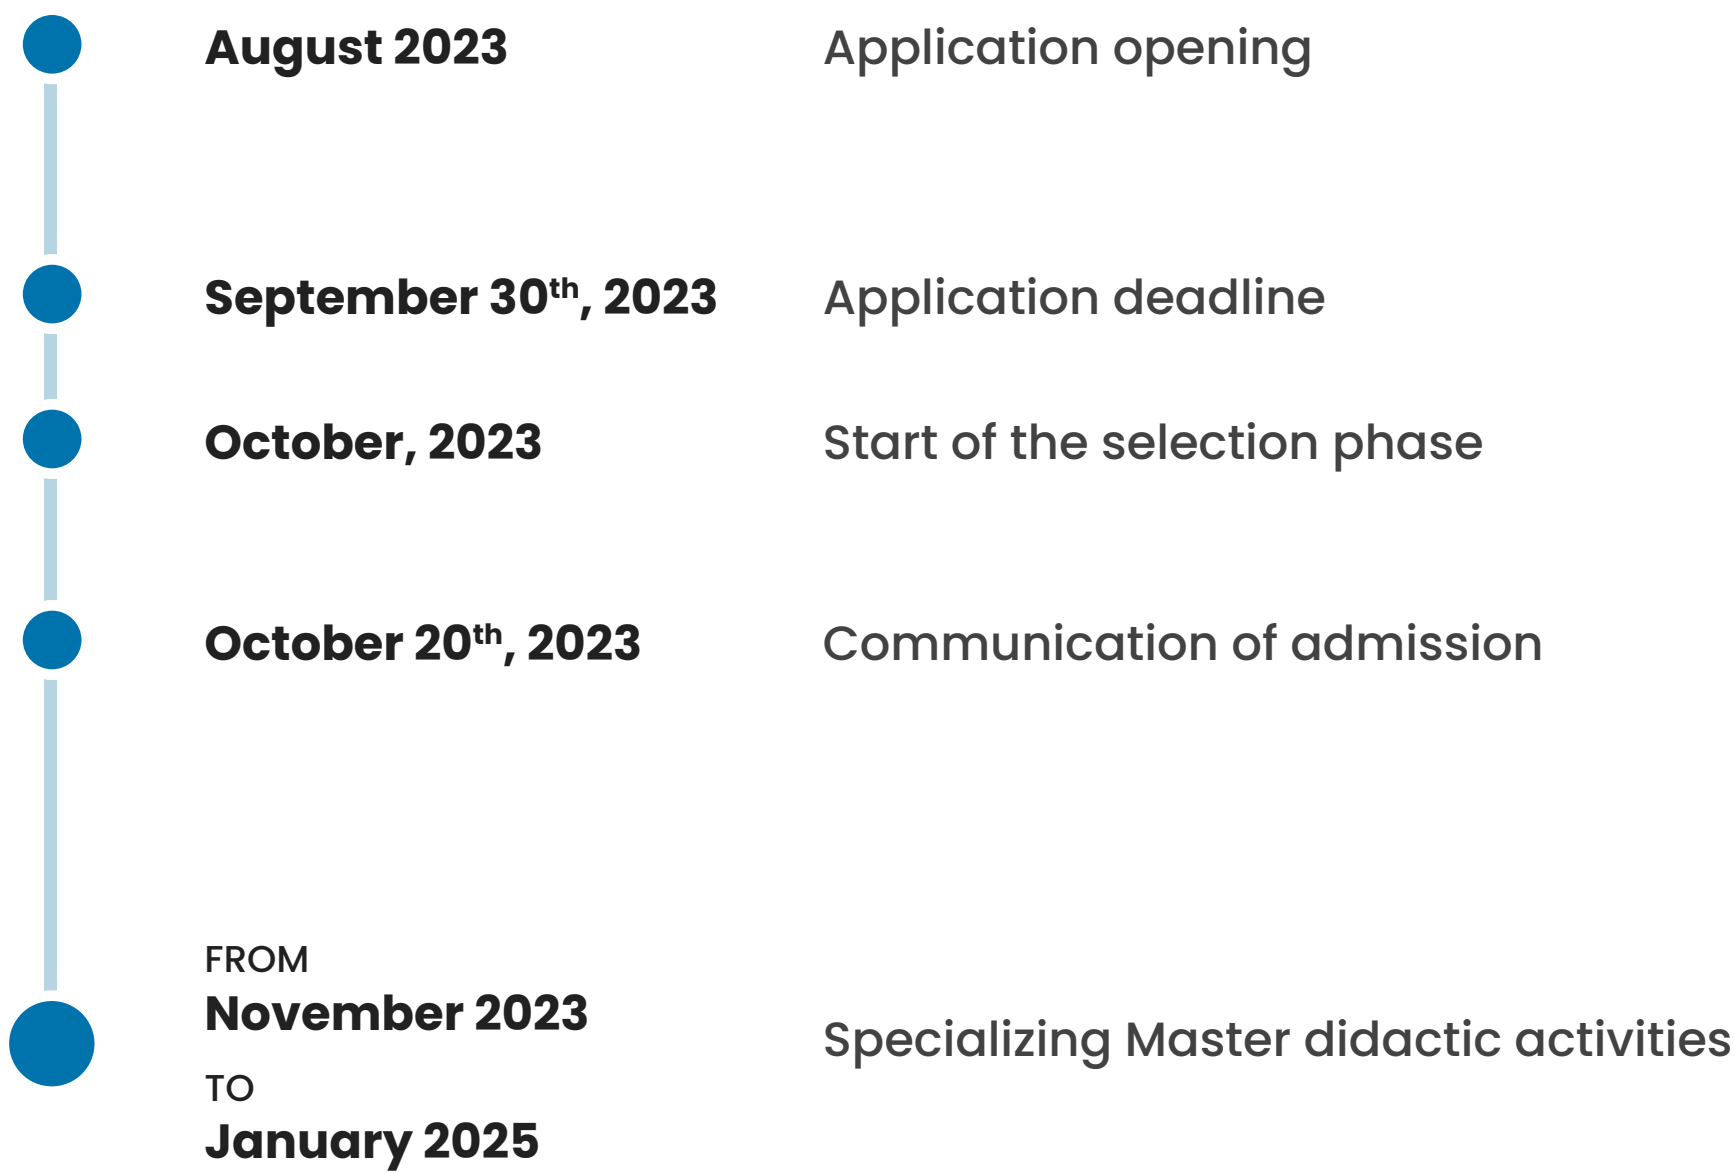 August 2023 Application opening
September 30th, 2023 Application deadline
October, 2023 Start of the selection phase
October 20th, 2023 Communication of admission
FROM
November 2023
TO
January 2025
Specializing Master didactic activities